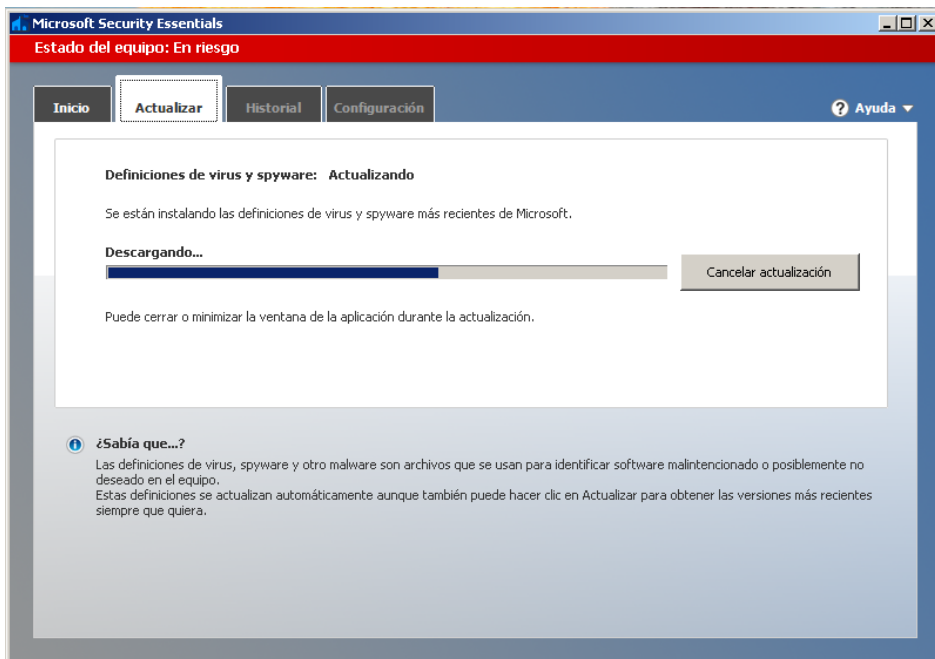 Microsoft Security Essentials
Estado del equipo: En riesgo
Inicio Actualizar Historial Configuración ? Ayuda
Definiciones de virus y spyware: Actualizando
Se están instalando las definiciones de virus y spyware más recientes de Microsoft.
Descargando...
Cancelar actualización
Puede cerrar o minimizar la ventana de la aplicación durante la actualización.
¿Sabía que...?
Las definiciones de virus, spyware y otro malware son archivos que se usan para identificar software malintencionado o posiblemente no
deseado en el equipo.
Estas definiciones se actualizan automáticamente aunque también puede hacer clic en Actualizar para obtener las versiones más recientes
siempre que quiera.